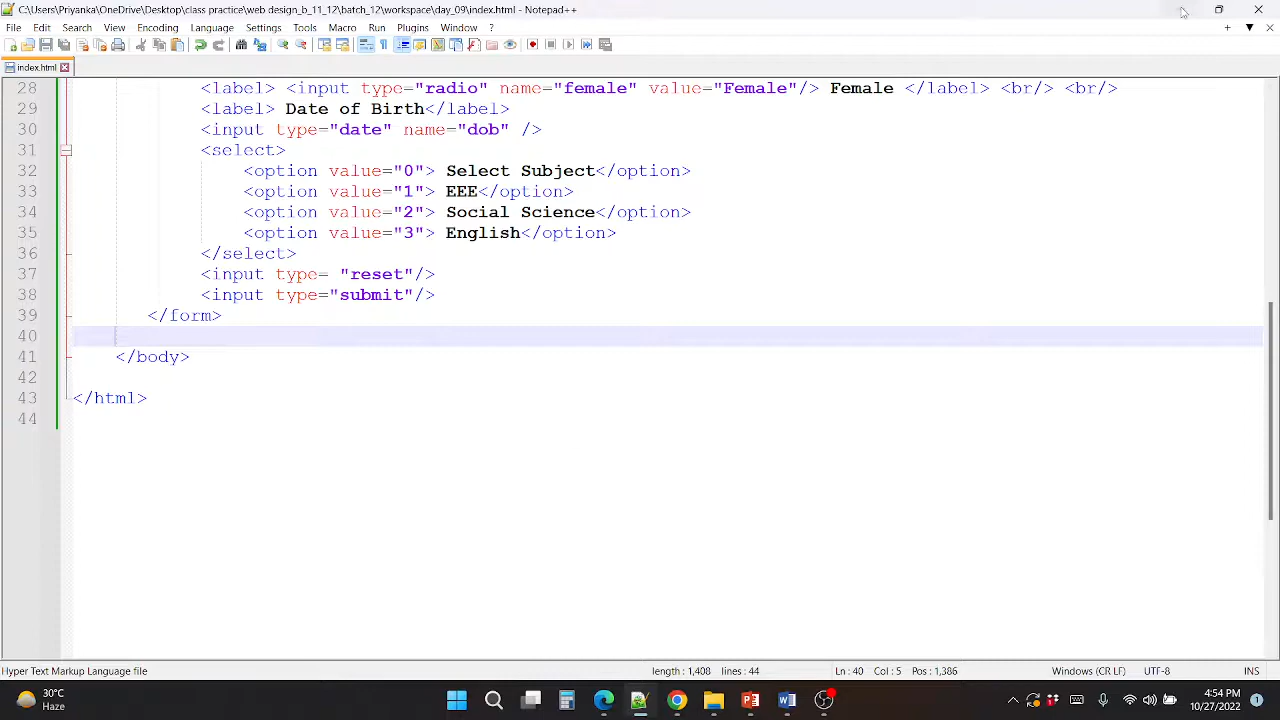 C:\Users\Priyanka\OneDrive\Desktop\class practice\web design_b_11_12\batch_12\workspace\day_09\index.html - Notepad++
File Edit Search View Encoding Language Settings Tools Macro Run Plugins Window ?
index.html
28 <label> <input type="radio" name="female" value="Female"/> Female </label> <br/> <br/>
29 <label> Date of Birth</label>
30 <input type="date" name="dob" />
31 <select>
32 <option value="0"> Select Subject</option>
33 <option value="1"> EEE</option>
34 <option value="2"> Social Science</option>
35 <option value="3"> English</option>
36 </select>
37 <input type= "reset"/>
38 <input type="submit"/>
39 </form>
40
41 </body>
42
43 </html>
44
Hyper Text Markup Language file length : 1,408 lines : 44 Ln : 40 Col : 5 Pos : 1,386 Windows (CR LF) UTF-8 INS
30°C
Haze
4:54 PM
10/27/2022